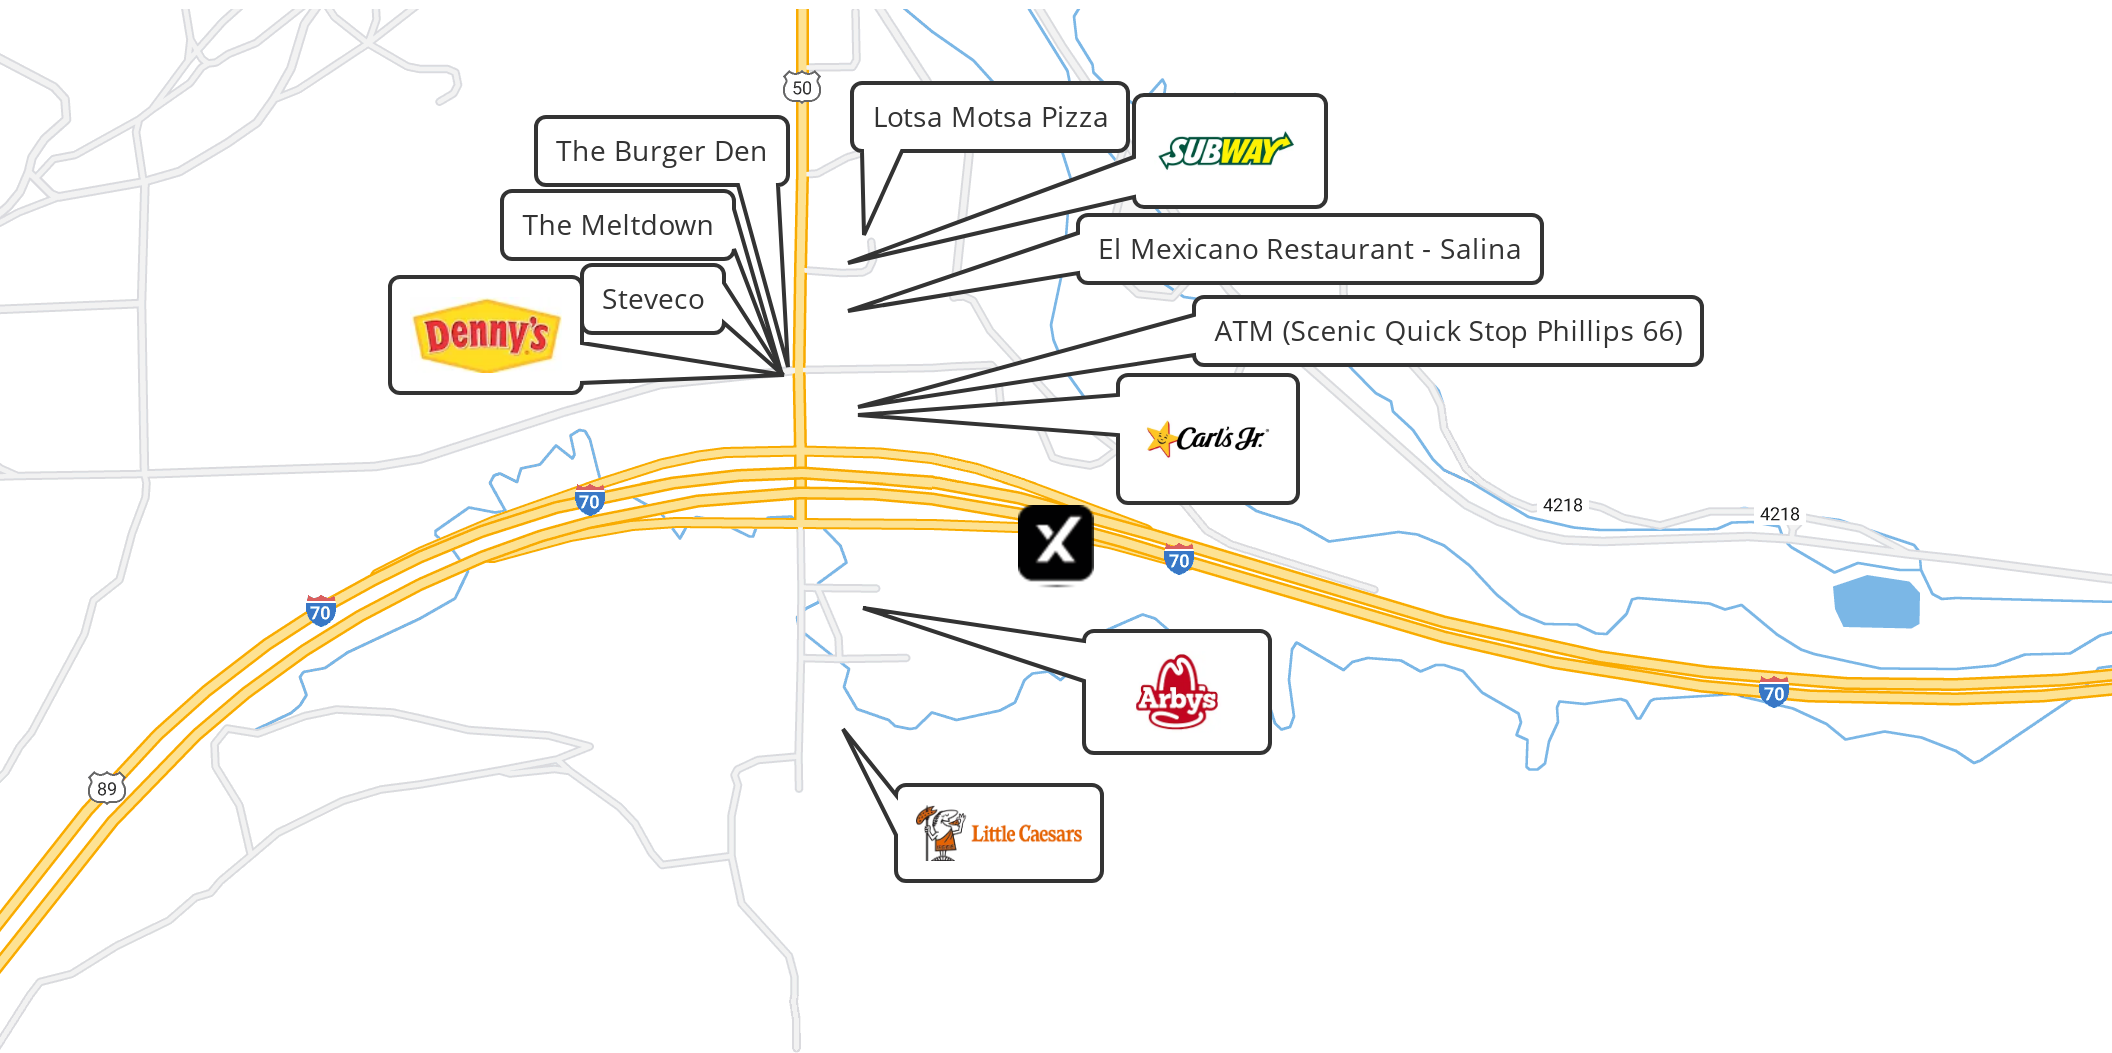 50
Lotsa Motsa Pizza
The Burger Den
SUBWAY
The Meltdown
El Mexicano Restaurant - Salina
Steveco
Denny's
ATM (Scenic Quick Stop Phillips 66)
Carl's Jr.
70
4218
4218
X
70
70
70
Arby's
89
Little Caesars